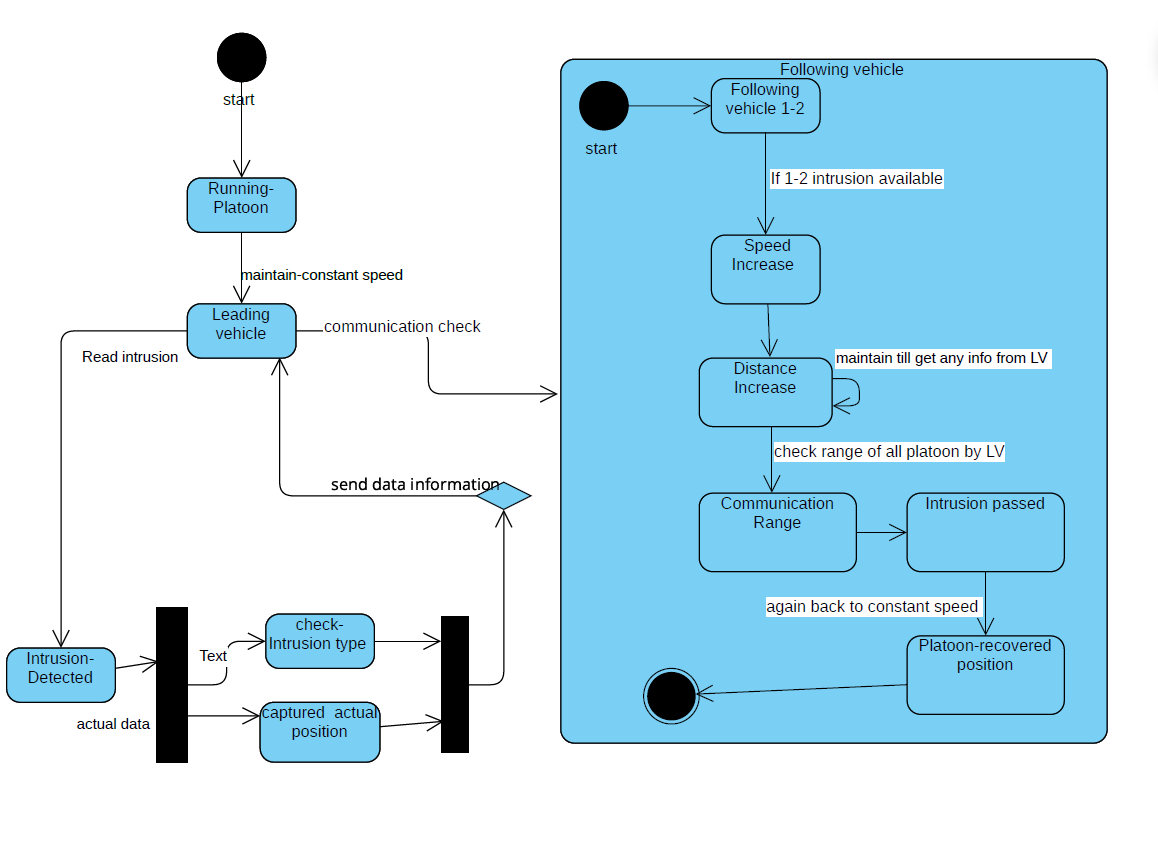 start
Running-
Platoon
maintain-constant speed
Leading
vehicle
communication check
Read intrusion
send data information
Intrusion-
Detected
Text
actual data
check-
Intrusion type
captured actual
position
Following vehicle
start
Following
vehicle 1-2
If 1-2 intrusion available
Speed
Increase
maintain till get any info from LV
Distance
Increase
check range of all platoon by LV
Communication
Range
Intrusion passed
again back to constant speed
Platoon-recovered
position